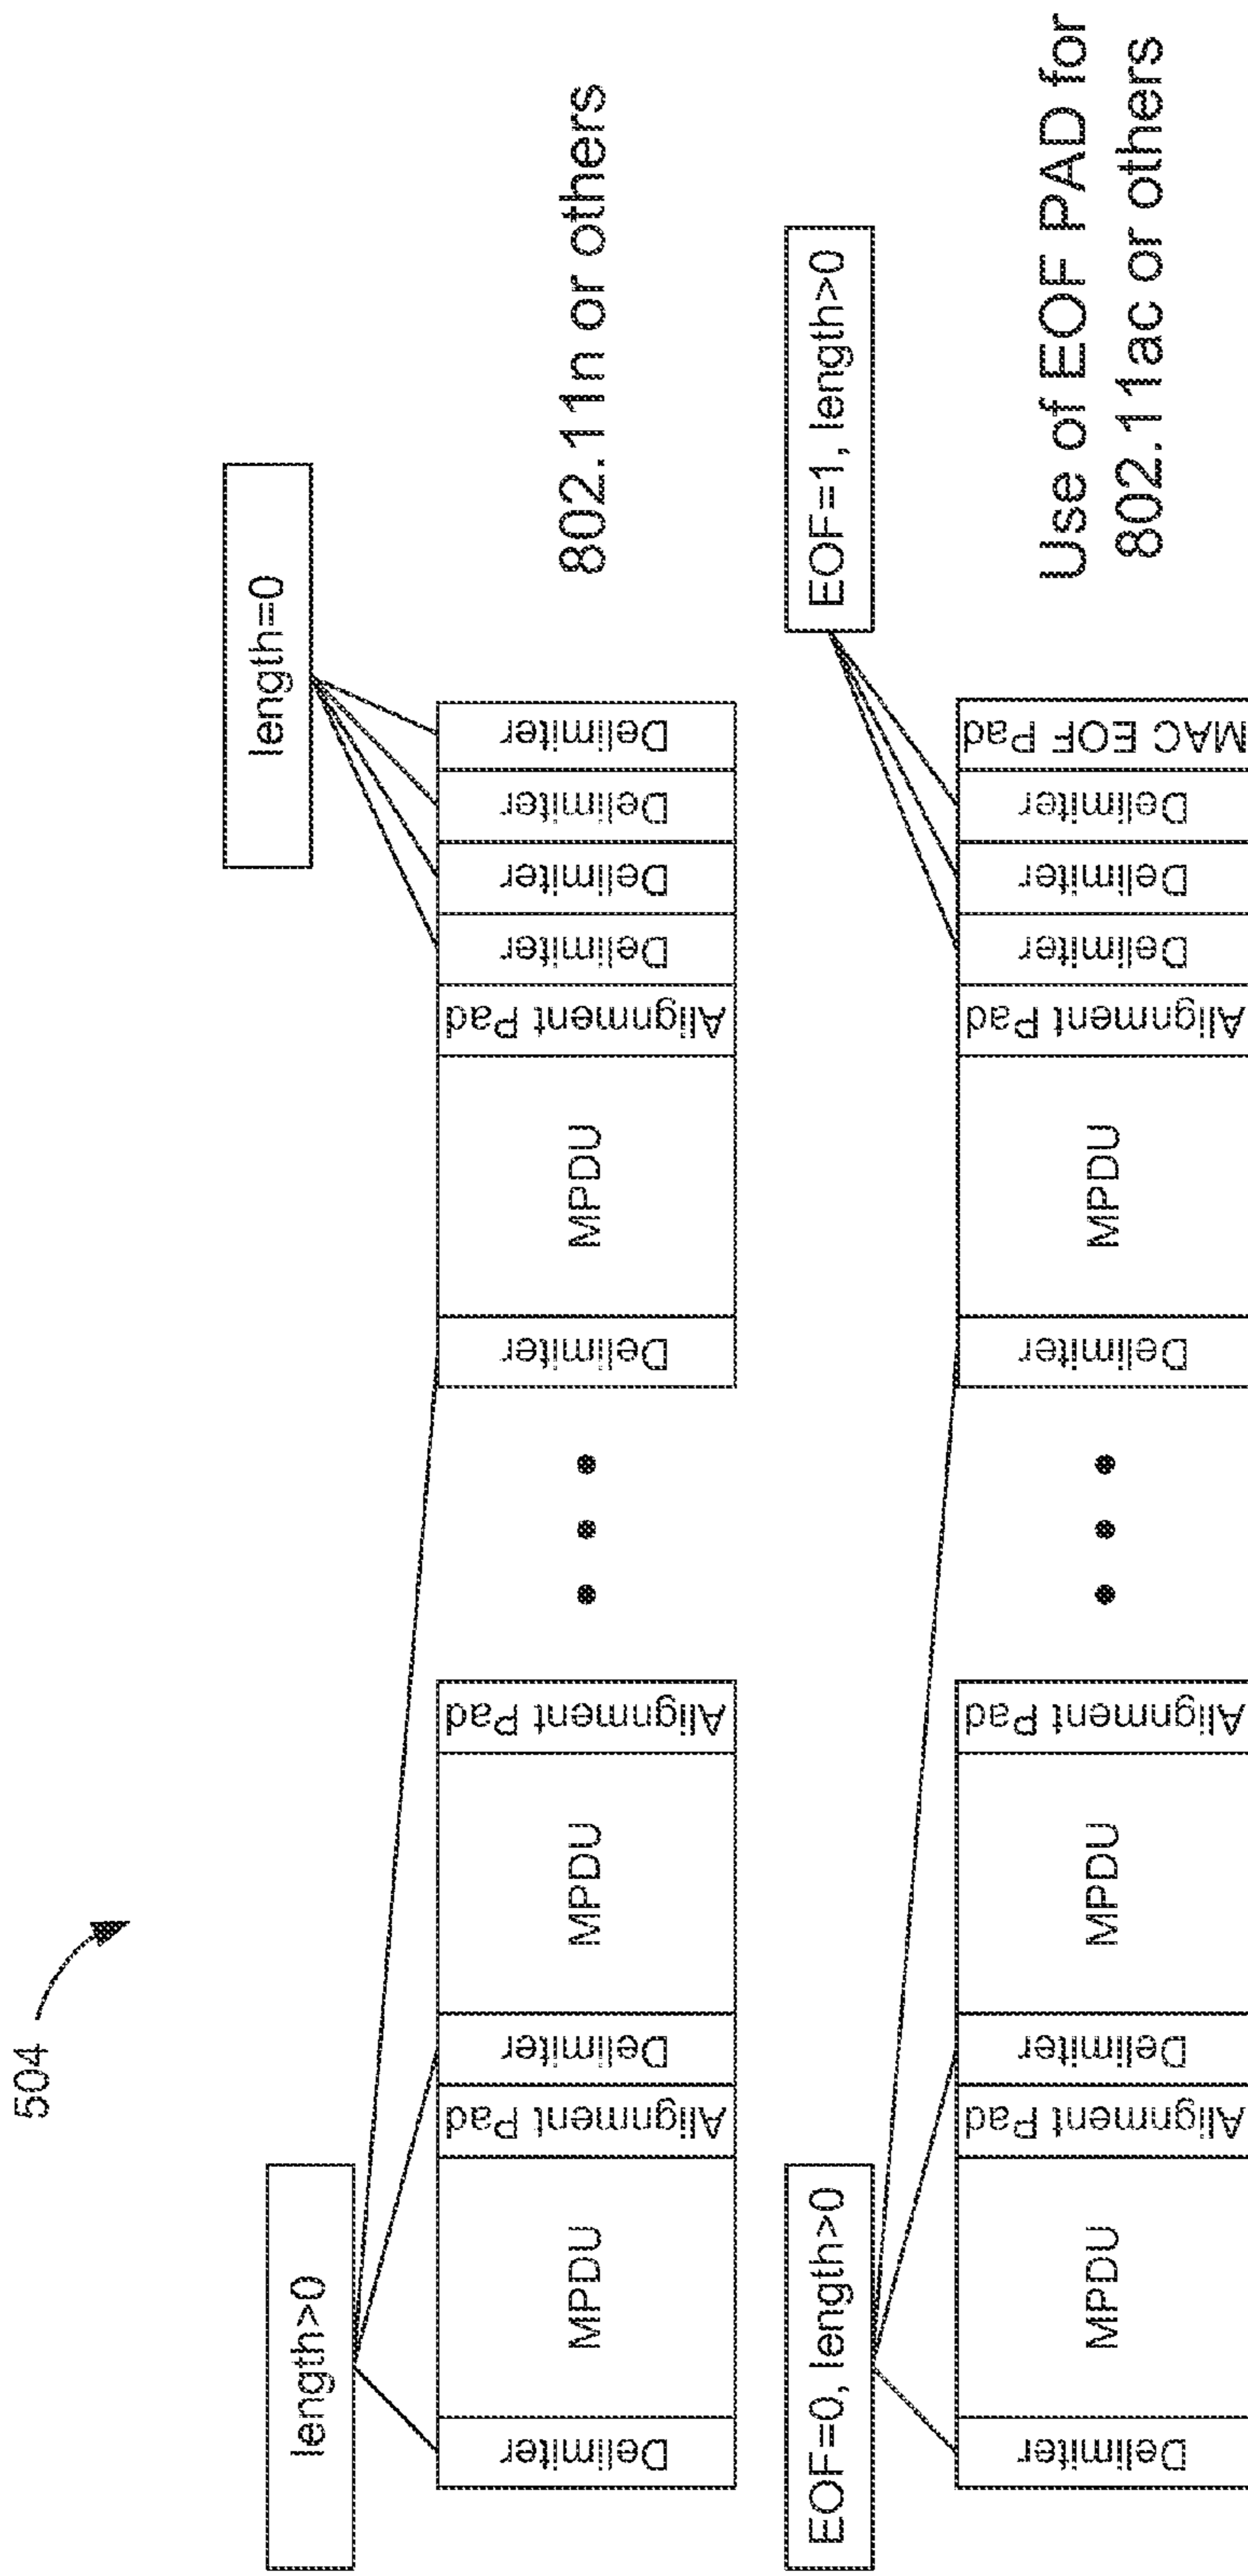 504
length>0
length=0
Delimiter
MPDU
Alignment Pad
Delimiter
MPDU
Alignment Pad
Delimiter
MPDU
Alignment Pad
Delimiter
Delimiter
Delimiter
Delimiter
802.11n or others
EOF=0, length>0
EOF=1, length>0
Delimiter
MPDU
Alignment Pad
Delimiter
MPDU
Alignment Pad
Delimiter
MPDU
Alignment Pad
Delimiter
Delimiter
Delimiter
MAC EOF Pad
Use of EOF PAD for
802.11ac or others